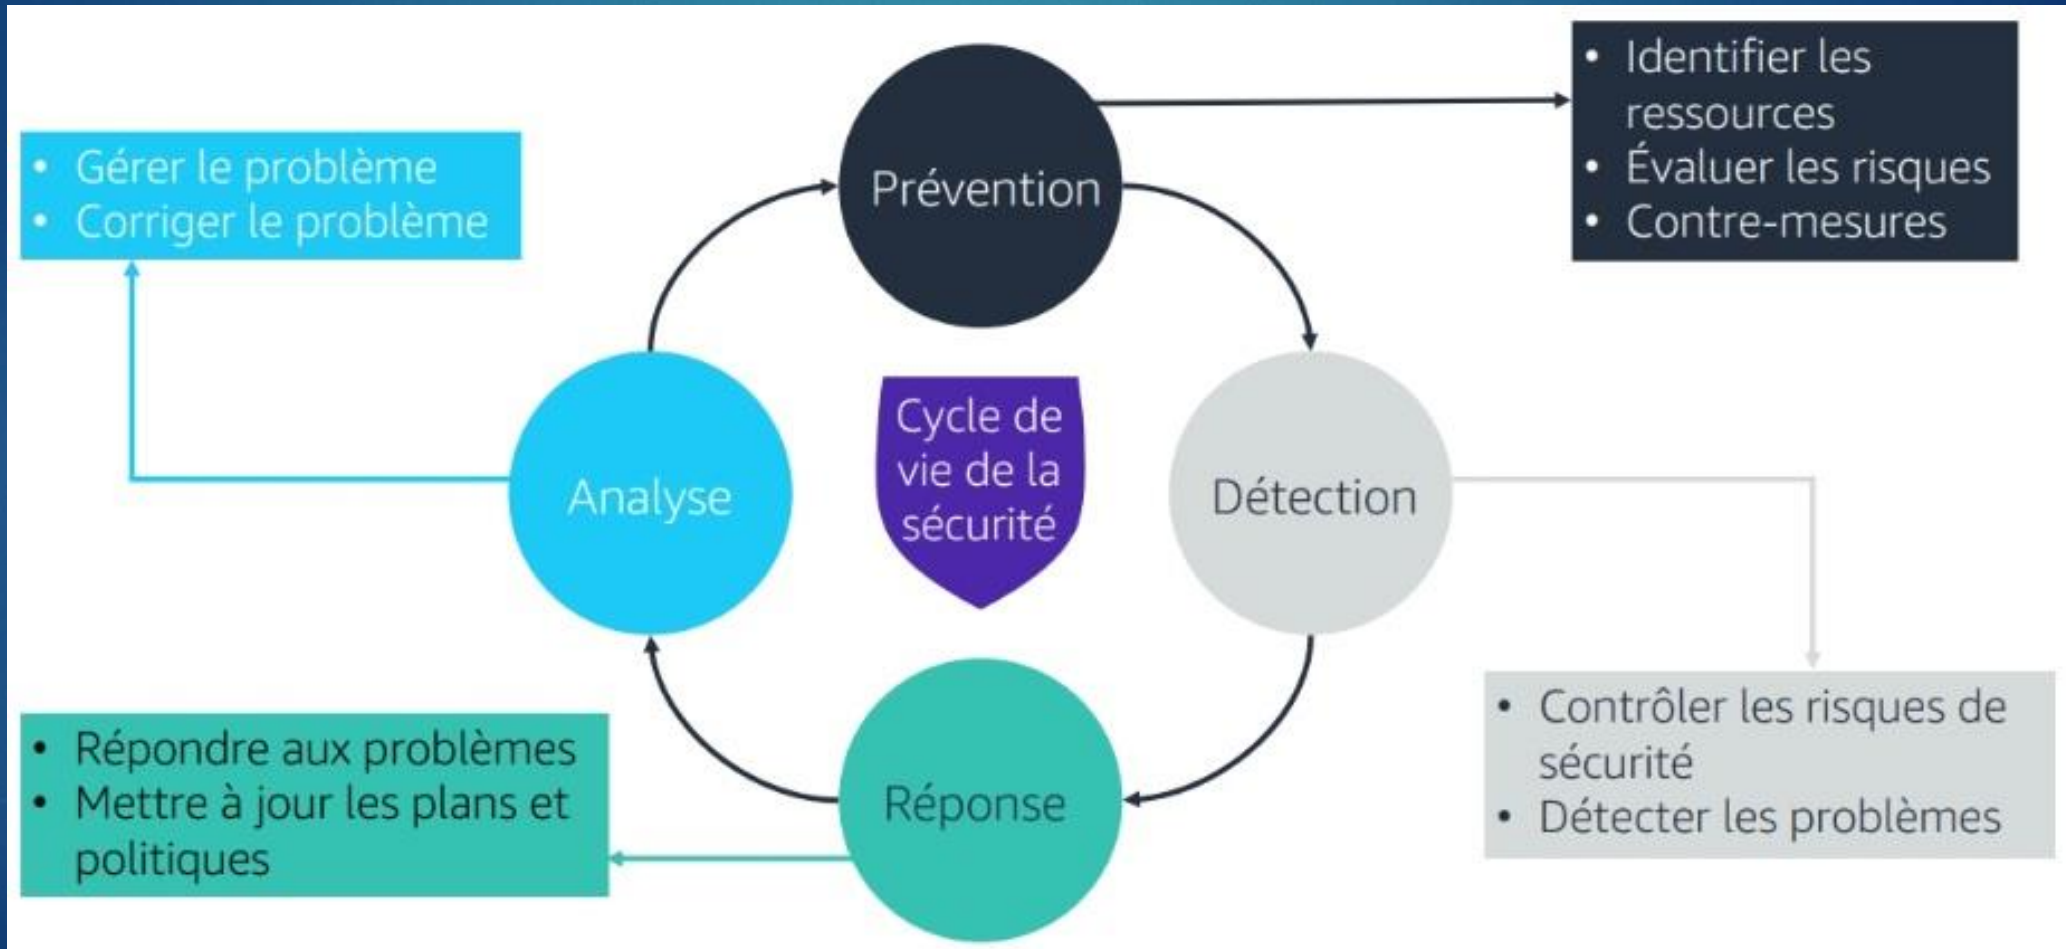 Prévention
• Identifier les
ressources
• Évaluer les risques
• Contre-mesures
• Gérer le problème
• Corriger le problème
Analyse
Cycle de
vie de la
sécurité
Détection
• Répondre aux problèmes
• Mettre à jour les plans et
politiques
Réponse
• Contrôler les risques de
sécurité
• Détecter les problèmes